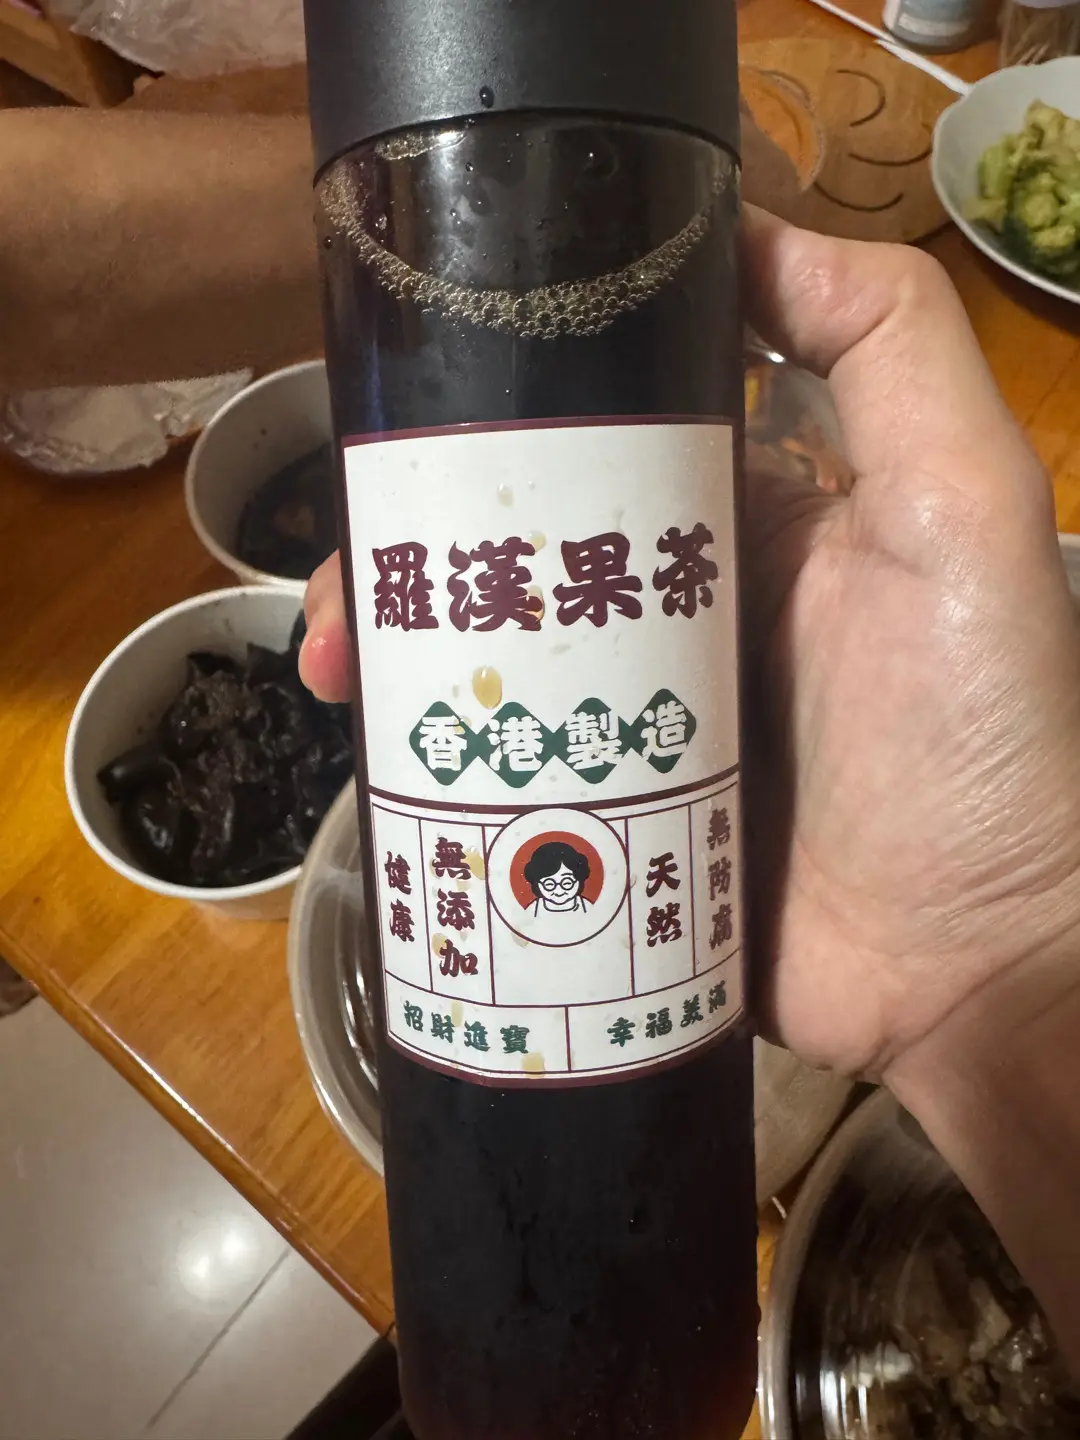 羅漢果茶
香港製造
健康
無添加
天然
無防腐
招財進寶
幸福美滿